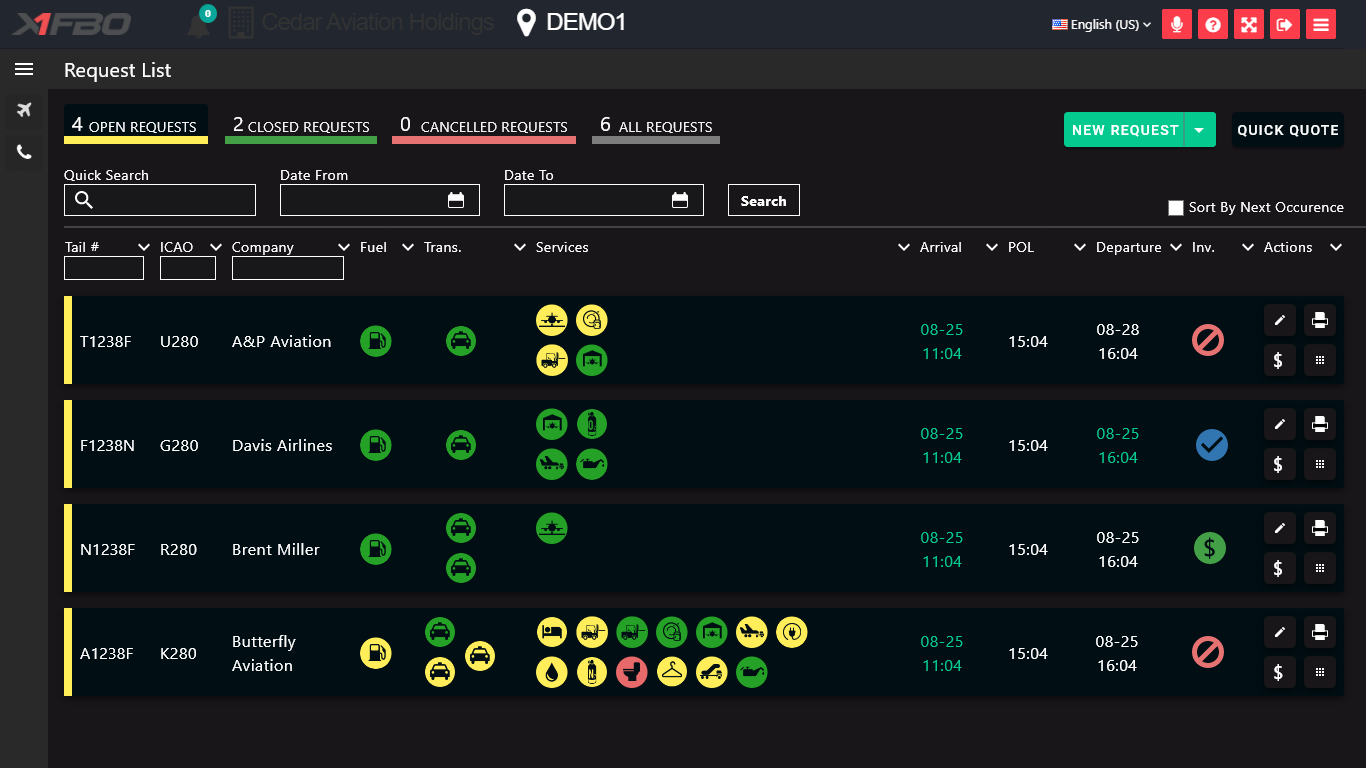 X1FBO
0
Cedar Aviation Holdings
DEMO1
English (US)
Request List
4 OPEN REQUESTS
2 CLOSED REQUESTS
0 CANCELLED REQUESTS
6 ALL REQUESTS
NEW REQUEST
QUICK QUOTE
Quick Search
Date From
Date To
Search
Sort By Next Occurence
Tail # ICAO Company Fuel Trans. Services Arrival POL Departure Inv. Actions
T1238F U280 A&P Aviation 08-25 11:04 15:04 08-28 16:04 $
F1238N G280 Davis Airlines 08-25 11:04 15:04 08-25 16:04 $
N1238F R280 Brent Miller 08-25 11:04 15:04 08-25 16:04 $ $
A1238F K280 Butterfly Aviation 08-25 11:04 15:04 08-25 16:04 $